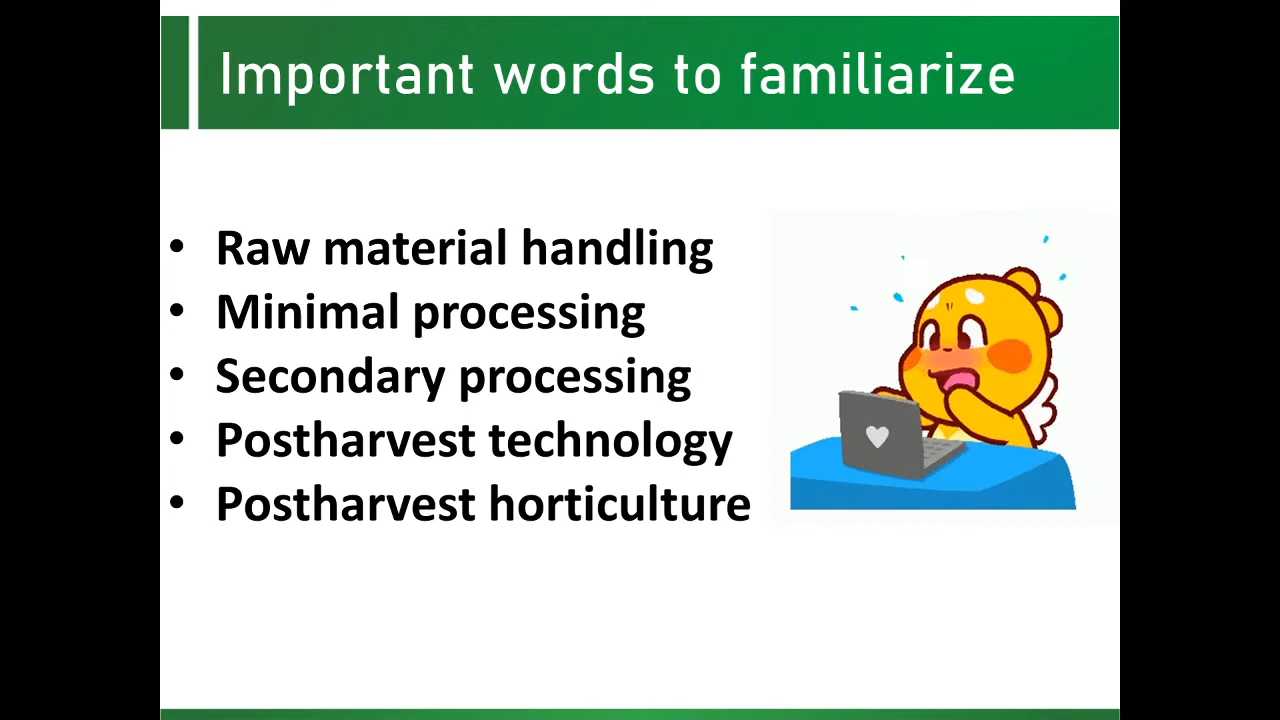 Important words to familiarize
• Raw material handling
• Minimal processing
• Secondary processing
• Postharvest technology
• Postharvest horticulture